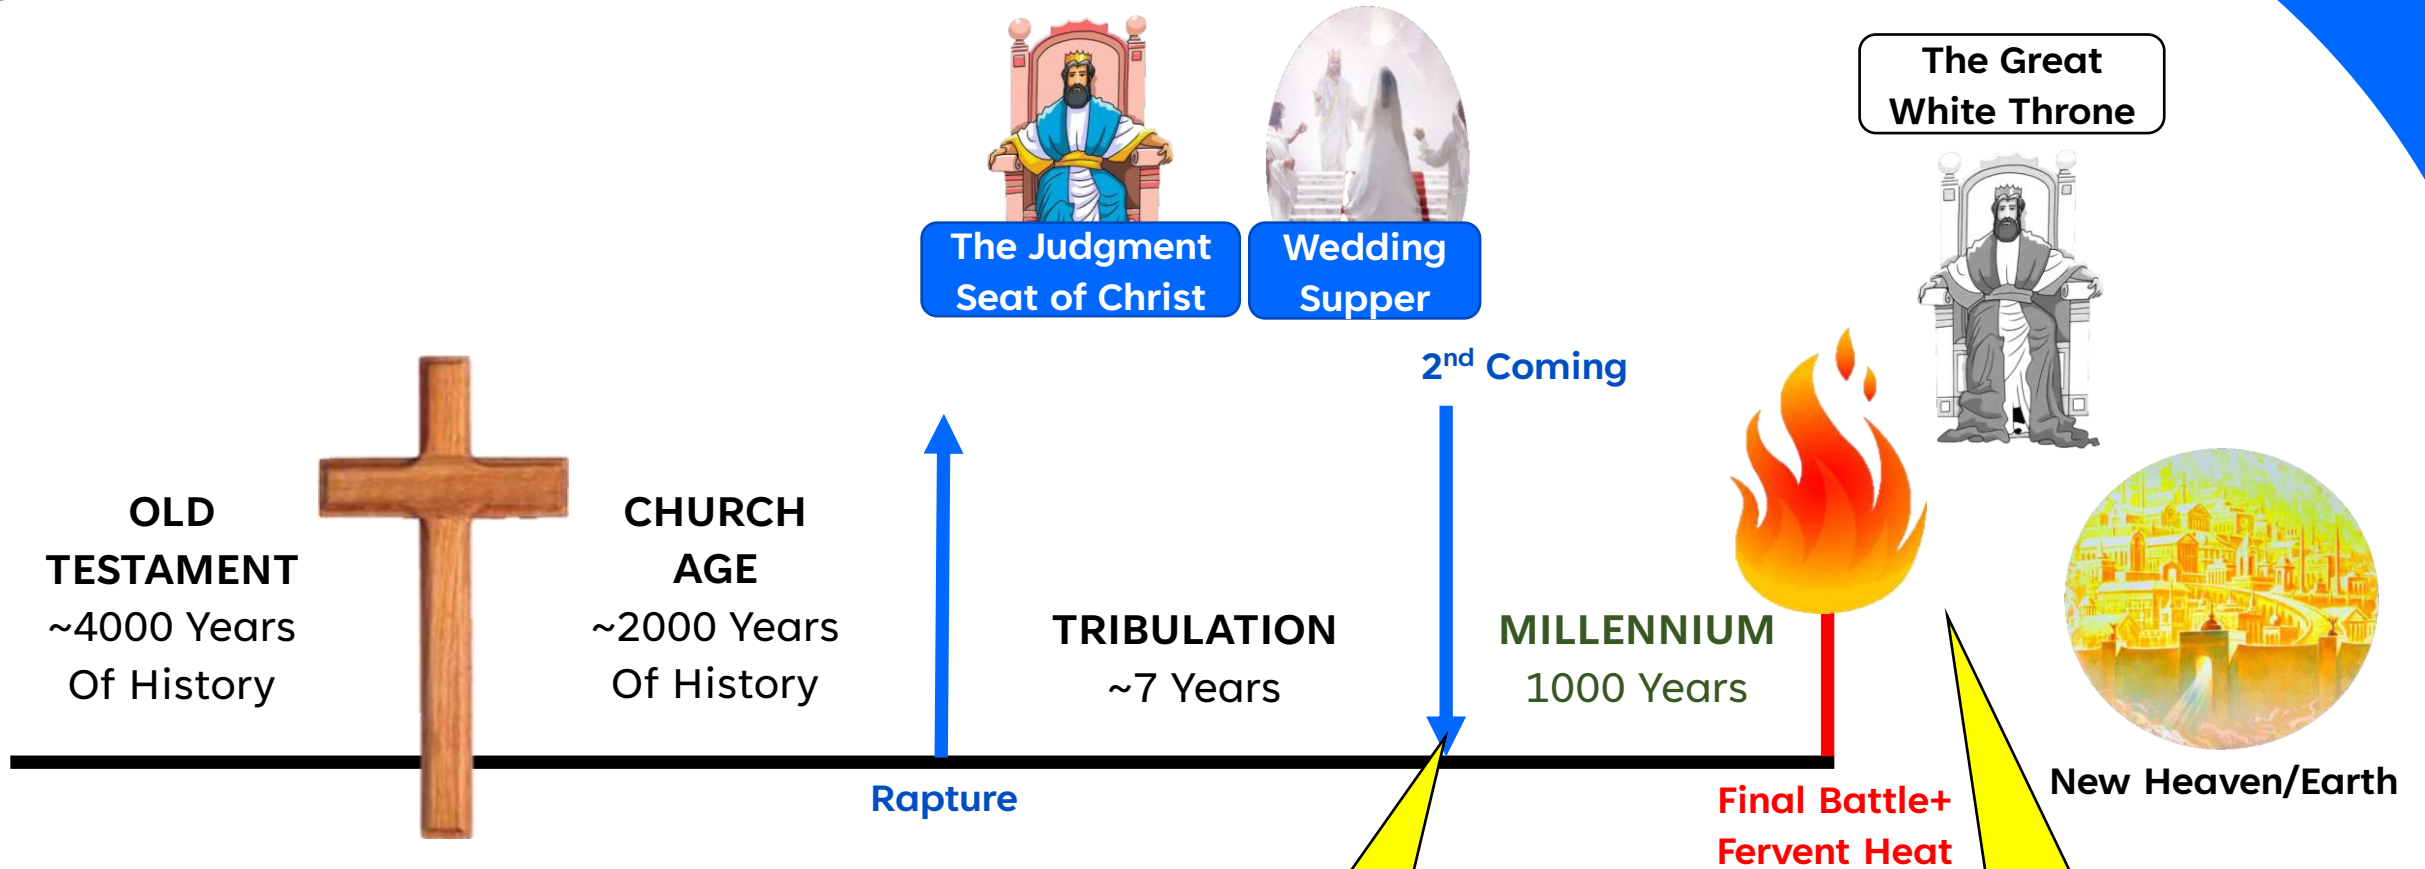 The Great
White Throne
The Judgment
Seat of Christ
Wedding
Supper
2nd Coming
OLD
TESTAMENT
~4000 Years
Of History
CHURCH
AGE
~2000 Years
Of History
TRIBULATION
~7 Years
MILLENNIUM
1000 Years
Rapture
Final Battle+
Fervent Heat
New Heaven/Earth